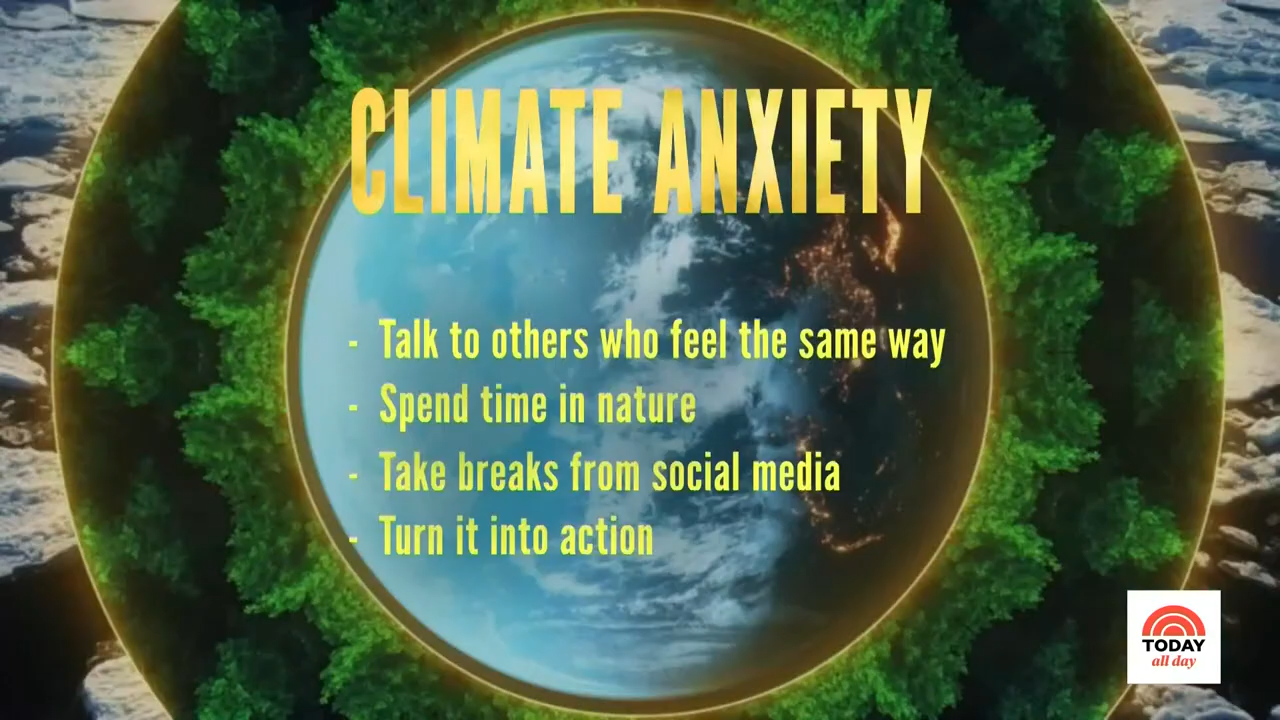 CLIMATE ANXIETY
- Talk to others who feel the same way
- Spend time in nature
- Take breaks from social media
- Turn it into action
TODAY
all day